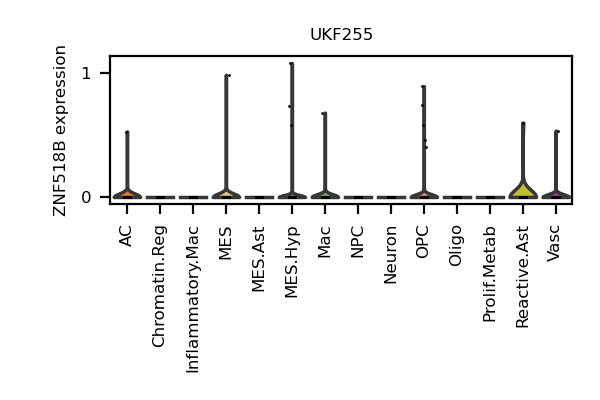 UKF255
ZNF518B expression
1
0
AC
Chromatin.Reg
Inflammatory.Mac
MES
MES.Ast
MES.Hyp
Mac
NPC
Neuron
OPC
Oligo
Prolif.Metab
Reactive.Ast
Vasc